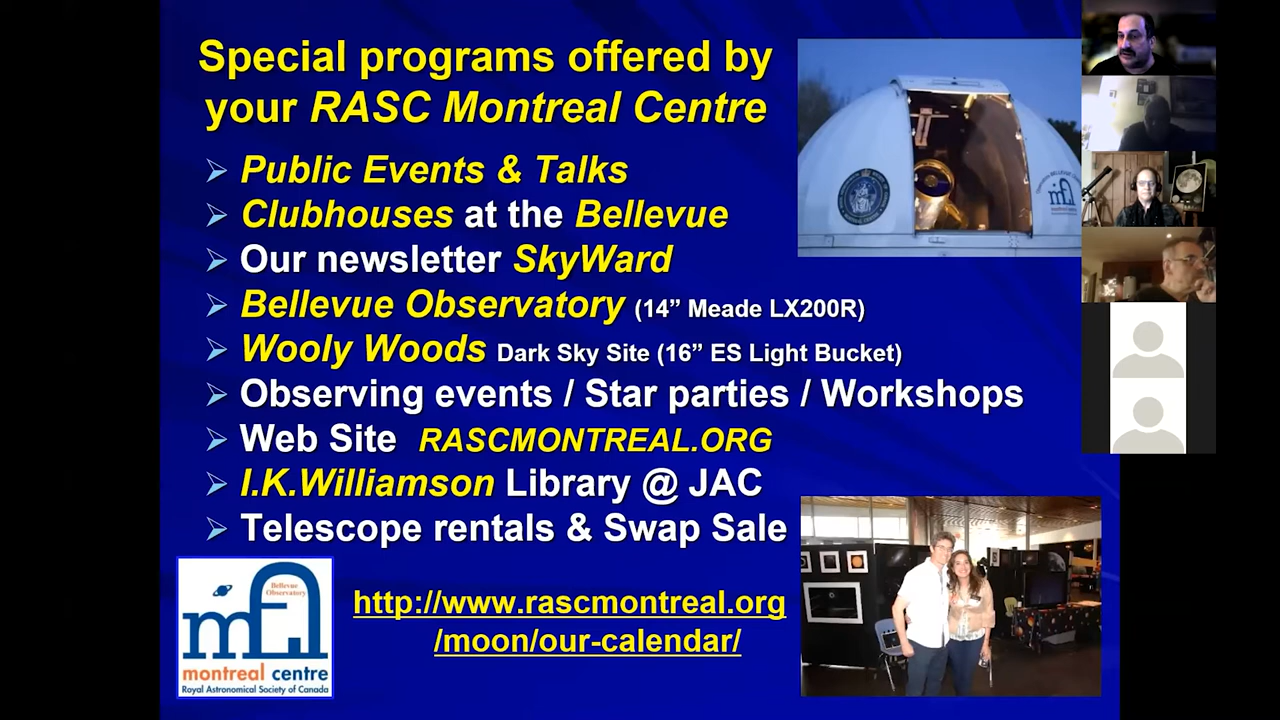 Special programs offered by
your RASC Montreal Centre
Public Events & Talks
Clubhouses at the Bellevue
Our newsletter SkyWard
Bellevue Observatory (14” Meade LX200R)
Wooly Woods Dark Sky Site (16” ES Light Bucket)
Observing events / Star parties / Workshops
Web Site RASCMONTREAL.ORG
I.K.Williamson Library @ JAC
Telescope rentals & Swap Sale
http://www.rascmontreal.org
/moon/our-calendar/
Bellevue
Observatory
montreal centre
Royal Astronomical Society of Canada
montreal centre